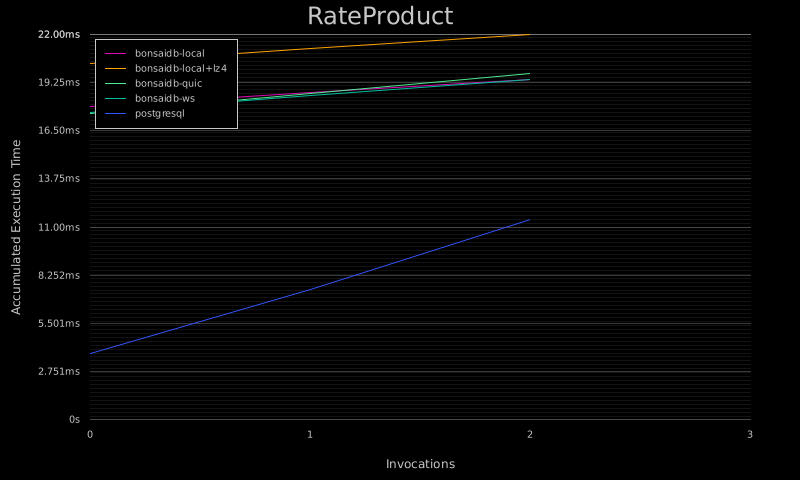 RateProduct
22.00ms
19.25ms
16.50ms
13.75ms
11.00ms
8.252ms
5.501ms
2.751ms
0s
bonsaidb-local
bonsaidb-local+lz4
bonsaidb-quic
bonsaidb-ws
postgresql
Accumulated Execution Time
0 1 2 3
Invocations